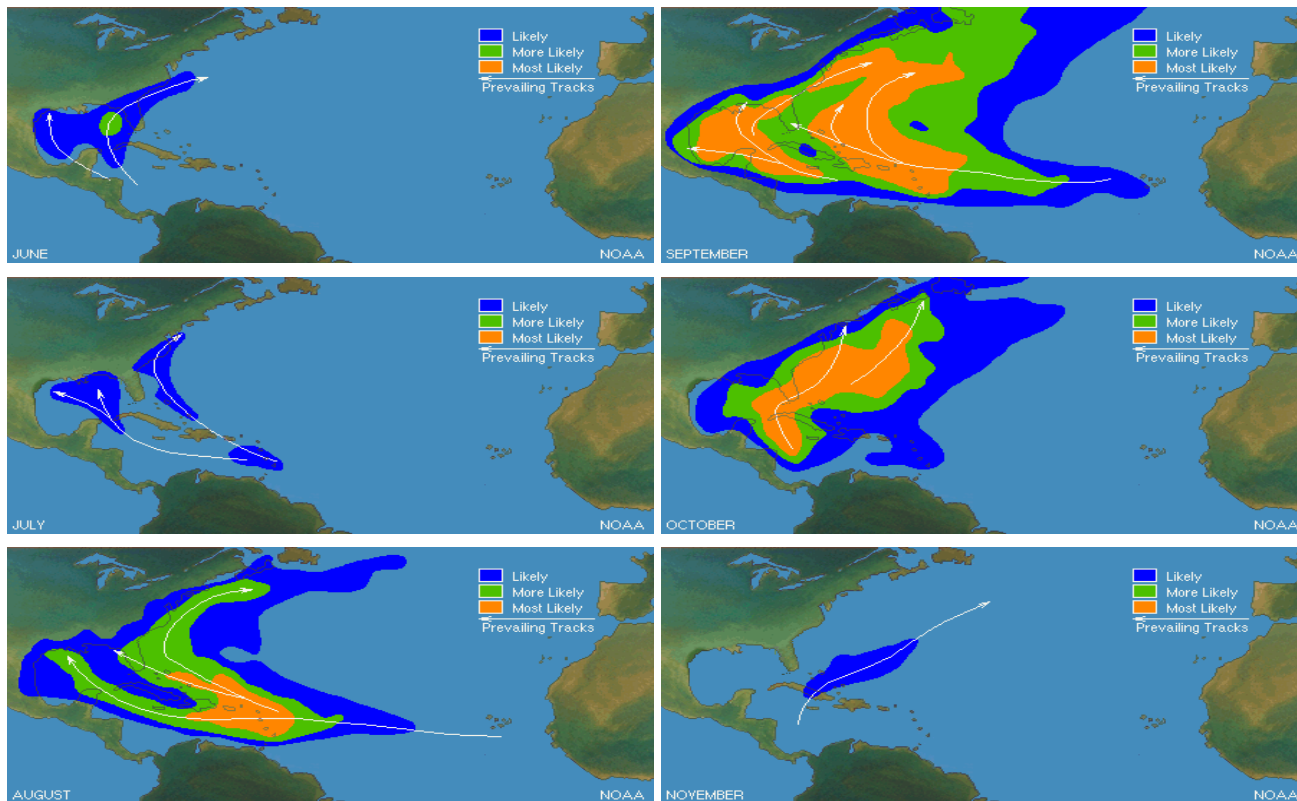 Likely
More Likely
Most Likely
Prevailing Tracks
JUNE
NOAA
Likely
More Likely
Most Likely
Prevailing Tracks
SEPTEMBER
NOAA
Likely
More Likely
Most Likely
Prevailing Tracks
JULY
NOAA
Likely
More Likely
Most Likely
Prevailing Tracks
OCTOBER
NOAA
Likely
More Likely
Most Likely
Prevailing Tracks
AUGUST
NOAA
Likely
More Likely
Most Likely
Prevailing Tracks
NOVEMBER
NOAA